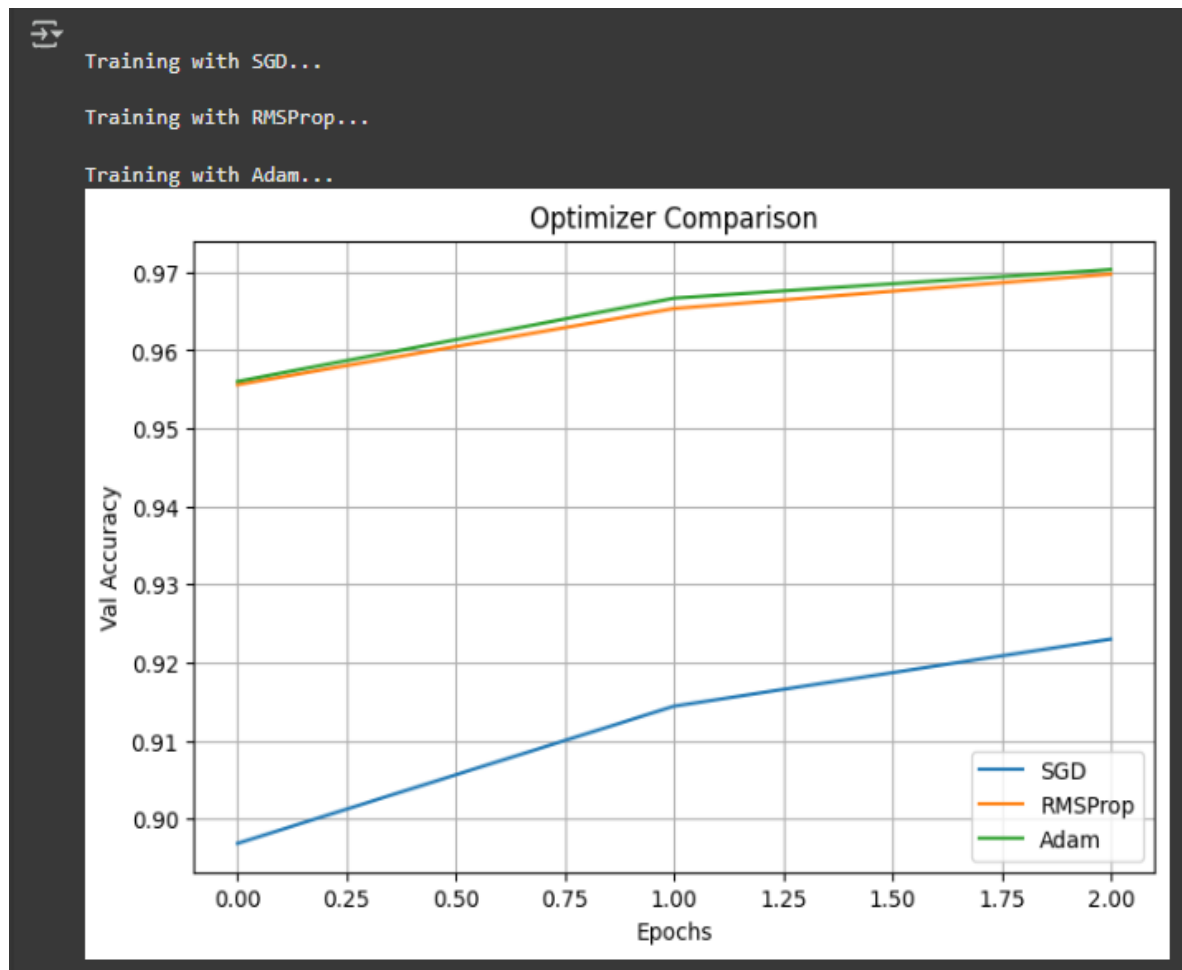 Training with SGD...
Training with RMSProp...
Training with Adam...
Optimizer Comparison
0.97
0.96
0.95
0.94
0.93
0.92
0.91
0.90
Val Accuracy
SGD
RMSProp
Adam
0.00 0.25 0.50 0.75 1.00 1.25 1.50 1.75 2.00
Epochs